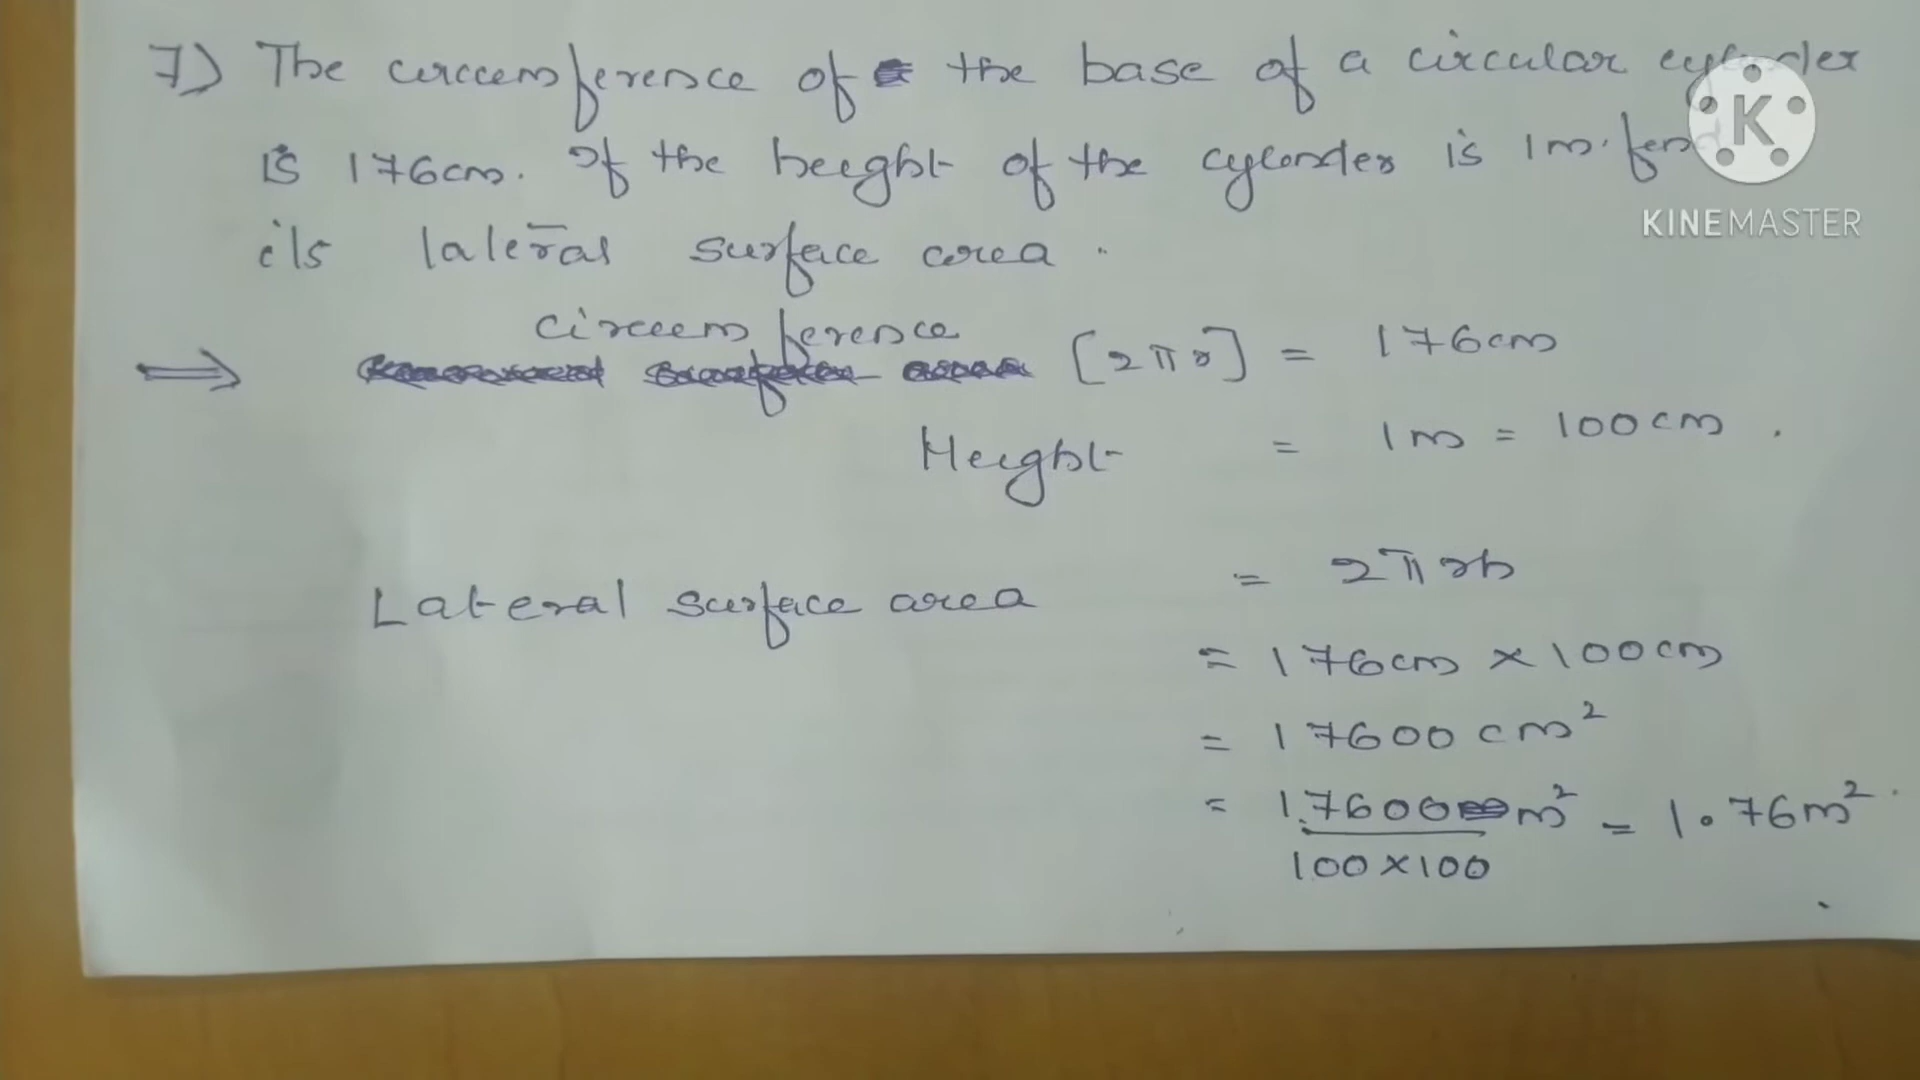 7) The circumference of the base of a circular cylinder
is 176cm. If the height of the cylinder is 1m. find
its lateral surface area.
circumference
⇒ [2πr] = 176cm
Height = 1m = 100cm.
Lateral surface area = 2πrh
= 176cm × 100cm
= 17600 cm²
= 1.7600 m² = 1.76m².
100×100
K
KINEMASTER